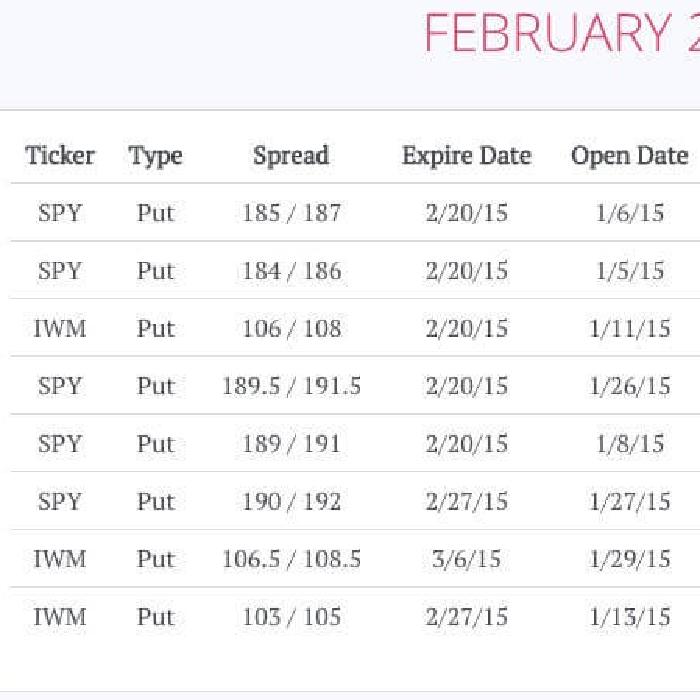 FEBRUARY 2
Ticker Type Spread Expire Date Open Date
SPY Put 185 / 187 2/20/15 1/6/15
SPY Put 184 / 186 2/20/15 1/5/15
IWM Put 106 / 108 2/20/15 1/11/15
SPY Put 189.5 / 191.5 2/20/15 1/26/15
SPY Put 189 / 191 2/20/15 1/8/15
SPY Put 190 / 192 2/27/15 1/27/15
IWM Put 106.5 / 108.5 3/6/15 1/29/15
IWM Put 103 / 105 2/27/15 1/13/15